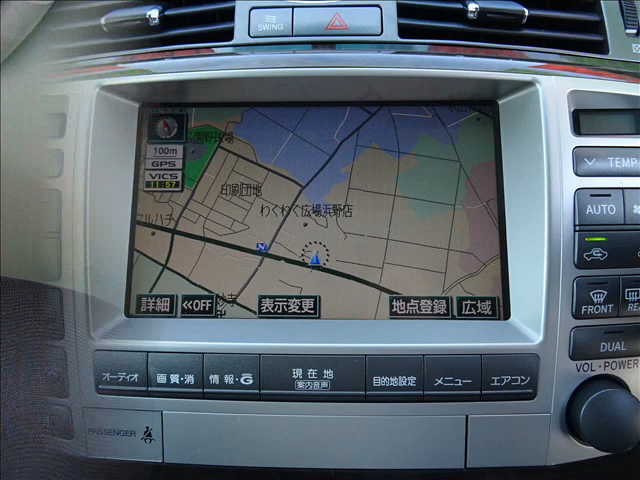 SWING
野球場
100m
GPS
VICS
11:57
印刷団地
わくわく広場浜野店
詳細
≪OFF
表示変更
地点登録
広域
オーディオ
画質・消
情報・G
現在地
案内音声
目的地設定
メニュー
エアコン
PASSENGER
TEMP
AUTO
FRONT
DUAL
VOL・POWER